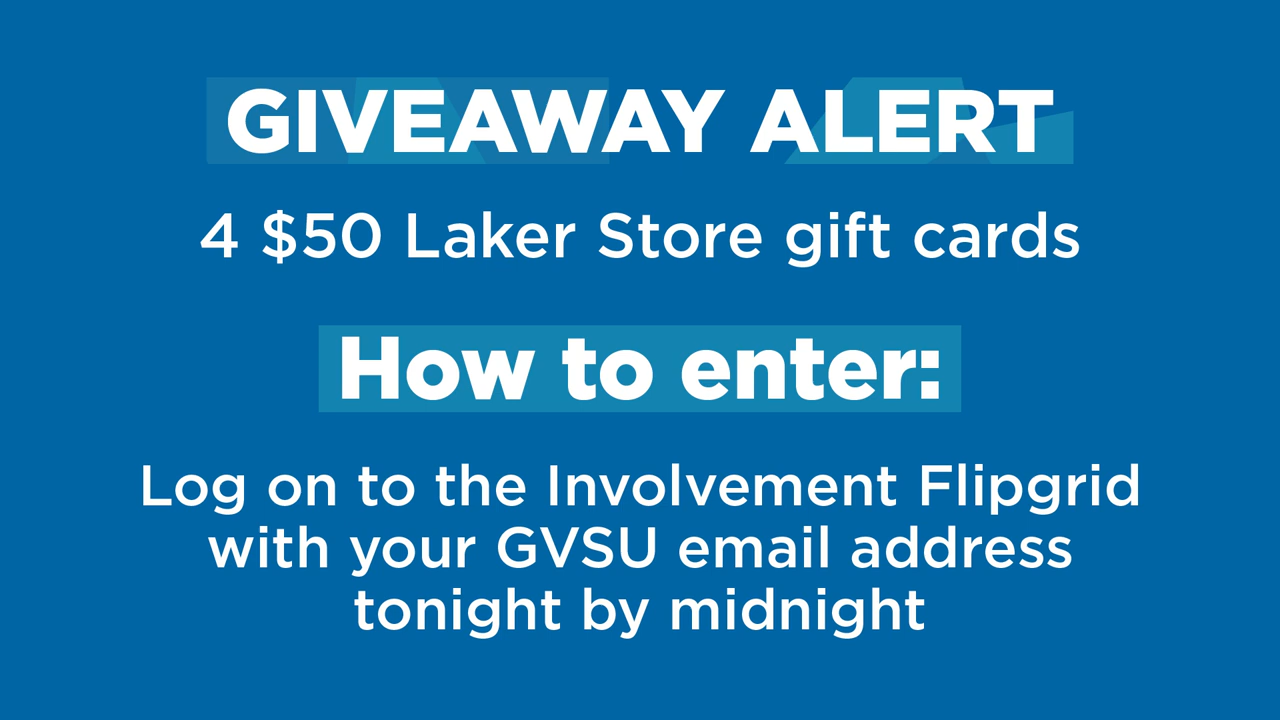 GIVEAWAY ALERT
4 $50 Laker Store gift cards
How to enter:
Log on to the Involvement Flipgrid
with your GVSU email address
tonight by midnight